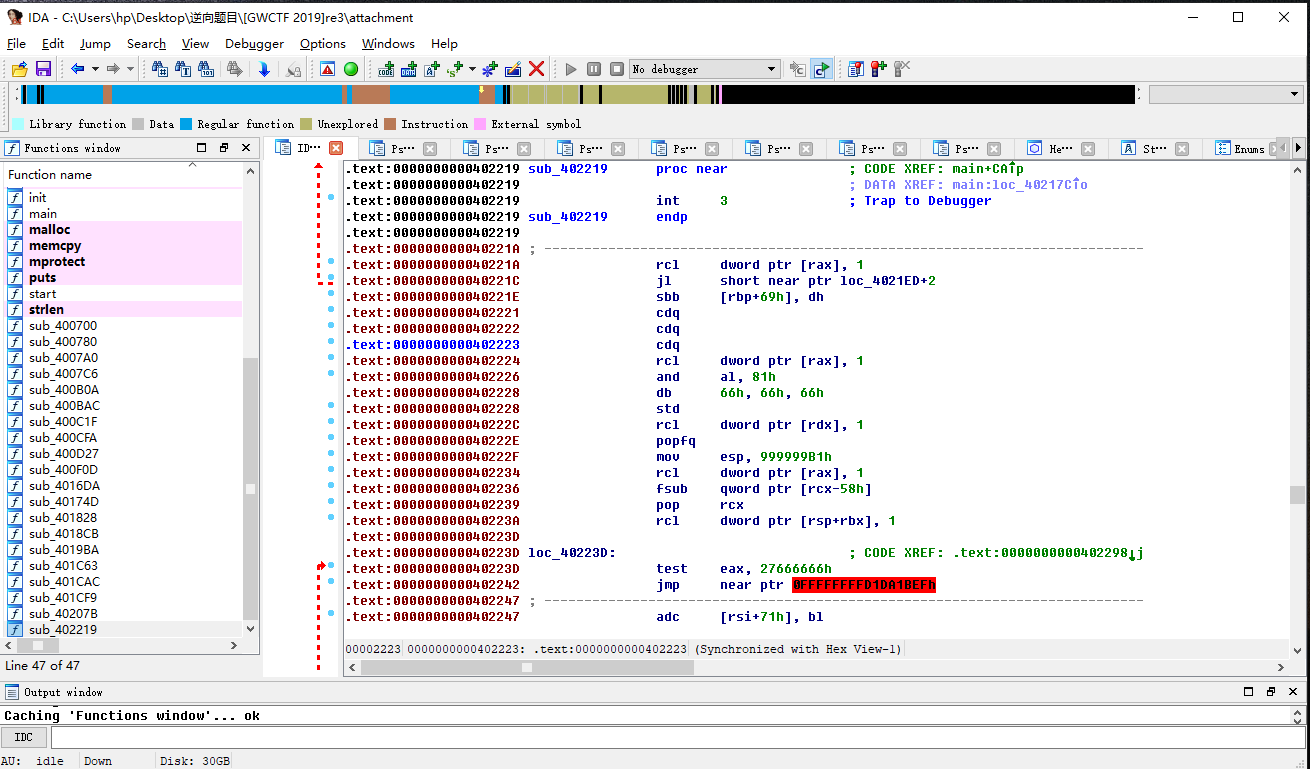 IDA - C:\Users\hp\Desktop\逆向题目\[GWCTF 2019]re3\attachment
File Edit Jump Search View Debugger Options Windows Help
No debugger
Library function Data Regular function Unexplored Instruction External symbol
Functions window
ID··· Ps··· Ps··· Ps··· Ps··· Ps··· Ps··· Ps··· He··· St··· Enums
Function name
init
main
malloc
memcpy
mprotect
puts
start
strlen
sub_400700
sub_400780
sub_4007A0
sub_4007C6
sub_400B0A
sub_400BAC
sub_400C1F
sub_400CFA
sub_400D27
sub_400F0D
sub_4016DA
sub_40174D
sub_401828
sub_4018CB
sub_4019BA
sub_401C63
sub_401CAC
sub_401CF9
sub_40207B
sub_402219
Line 47 of 47
.text:0000000000402219 sub_402219 proc near ; CODE XREF: main+CA↑p
.text:0000000000402219 ; DATA XREF: main:loc_40217C↑o
.text:0000000000402219 int 3 ; Trap to Debugger
.text:0000000000402219 sub_402219 endp
.text:0000000000402219
.text:000000000040221A ; ---------------------------------------------------------------------------
.text:000000000040221A rcl dword ptr [rax], 1
.text:000000000040221C jl short near ptr loc_4021ED+2
.text:000000000040221E sbb [rbp+69h], dh
.text:0000000000402221 cdq
.text:0000000000402222 cdq
.text:0000000000402223 cdq
.text:0000000000402224 rcl dword ptr [rax], 1
.text:0000000000402226 and al, 81h
.text:0000000000402228 db 66h, 66h, 66h
.text:0000000000402228 std
.text:000000000040222C rcl dword ptr [rdx], 1
.text:000000000040222E popfq
.text:000000000040222F mov esp, 999999B1h
.text:0000000000402234 rcl dword ptr [rax], 1
.text:0000000000402236 fsub qword ptr [rcx-58h]
.text:0000000000402239 pop rcx
.text:000000000040223A rcl dword ptr [rsp+rbx], 1
.text:000000000040223D
.text:000000000040223D loc_40223D: ; CODE XREF: .text:0000000000402298↓j
.text:000000000040223D test eax, 27666666h
.text:0000000000402242 jmp near ptr 0FFFFFFFFD1DA1BEFh
.text:0000000000402247 ; ---------------------------------------------------------------------------
.text:0000000000402247 adc [rsi+71h], bl
00002223 0000000000402223: .text:0000000000402223 (Synchronized with Hex View-1)
Output window
Caching 'Functions window'... ok
IDC
AU: idle Down Disk: 30GB